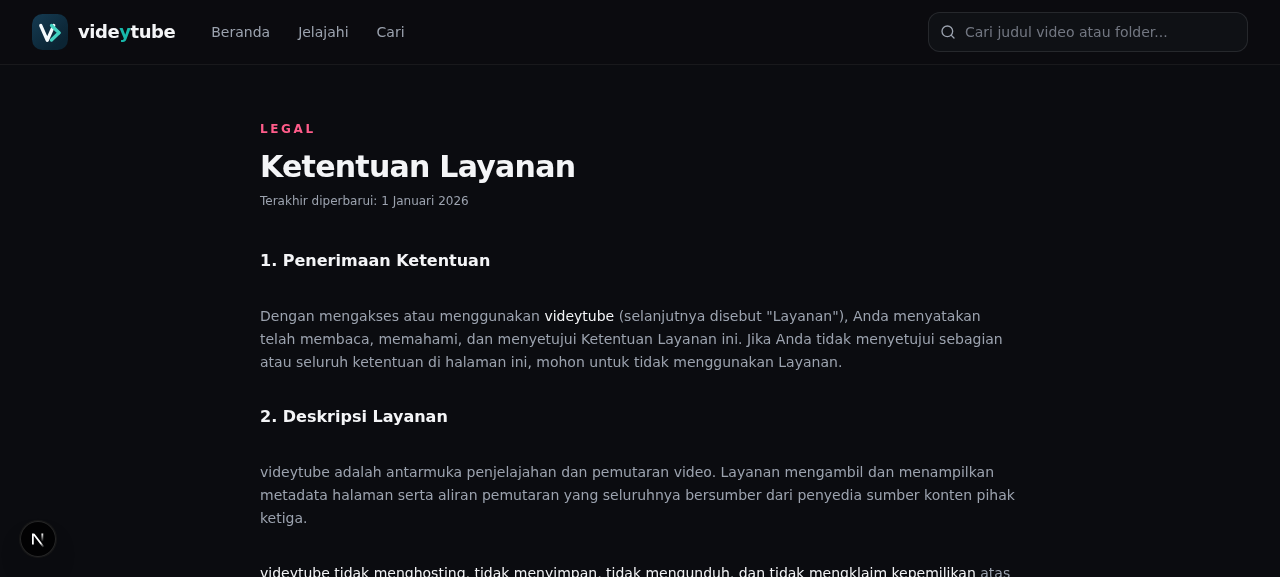 videytube
Beranda
Jelajahi
Cari
Cari judul video atau folder...
LEGAL
Ketentuan Layanan
Terakhir diperbarui: 1 Januari 2026
1. Penerimaan Ketentuan
Dengan mengakses atau menggunakan videytube (selanjutnya disebut "Layanan"), Anda menyatakan
telah membaca, memahami, dan menyetujui Ketentuan Layanan ini. Jika Anda tidak menyetujui sebagian
atau seluruh ketentuan di halaman ini, mohon untuk tidak menggunakan Layanan.
2. Deskripsi Layanan
videytube adalah antarmuka penjelajahan dan pemutaran video. Layanan mengambil dan menampilkan
metadata halaman serta aliran pemutaran yang seluruhnya bersumber dari penyedia sumber konten pihak
ketiga.
videytube tidak menghosting, tidak menyimpan, tidak mengunduh, dan tidak mengklaim kepemilikan atas